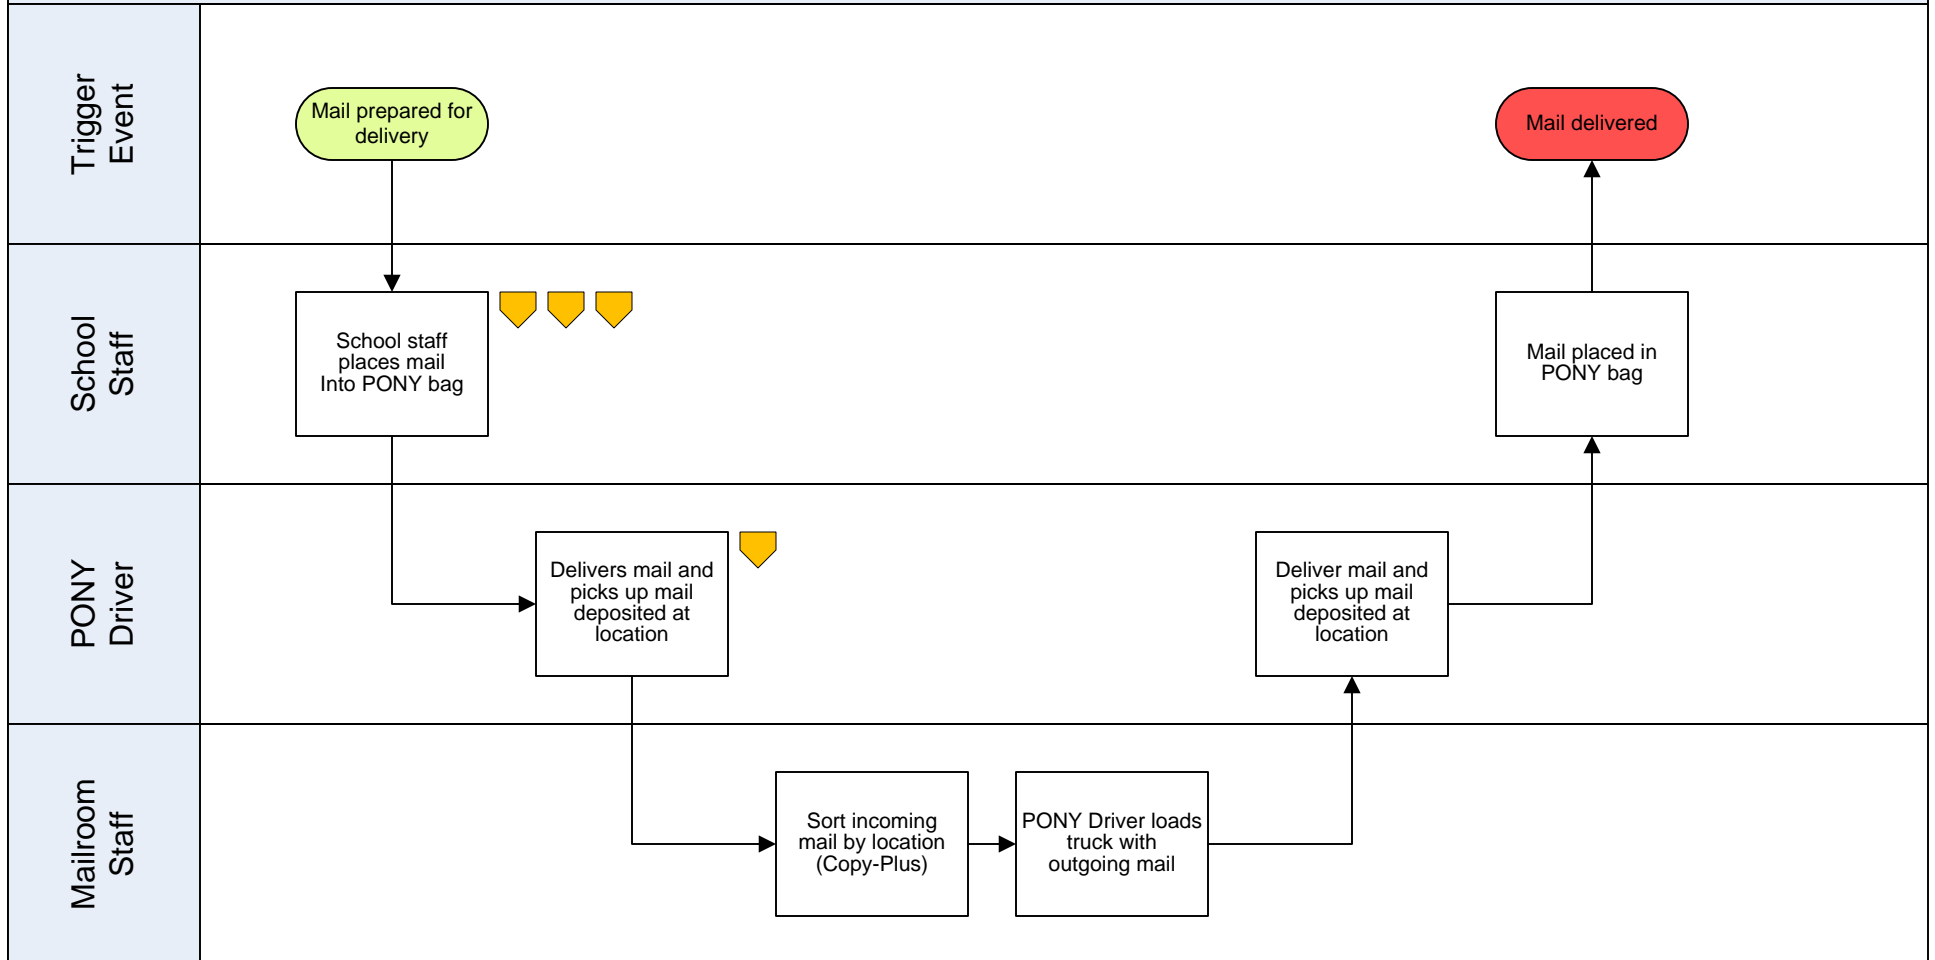 Trigger
Event
Mail prepared for
delivery
Mail delivered
School
Staff
School staff
places mail
Into PONY bag
Mail placed in
PONY bag
PONY
Driver
Delivers mail and
picks up mail
deposited at
location
Deliver mail and
picks up mail
deposited at
location
Mailroom
Staff
Sort incoming
mail by location
(Copy-Plus)
PONY Driver loads
truck with
outgoing mail